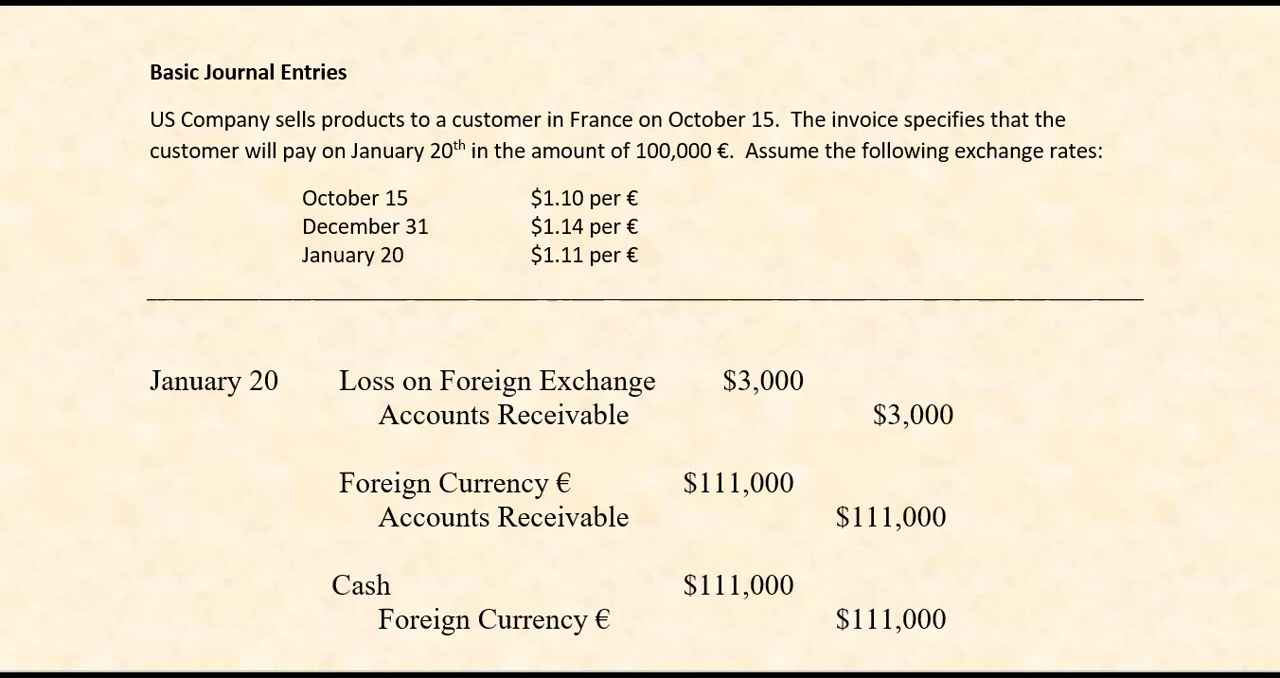 Basic Journal Entries
US Company sells products to a customer in France on October 15. The invoice specifies that the
customer will pay on January 20th in the amount of 100,000 €. Assume the following exchange rates:
October 15 $1.10 per €
December 31 $1.14 per €
January 20 $1.11 per €
January 20 Loss on Foreign Exchange $3,000
Accounts Receivable $3,000
Foreign Currency € $111,000
Accounts Receivable $111,000
Cash $111,000
Foreign Currency € $111,000